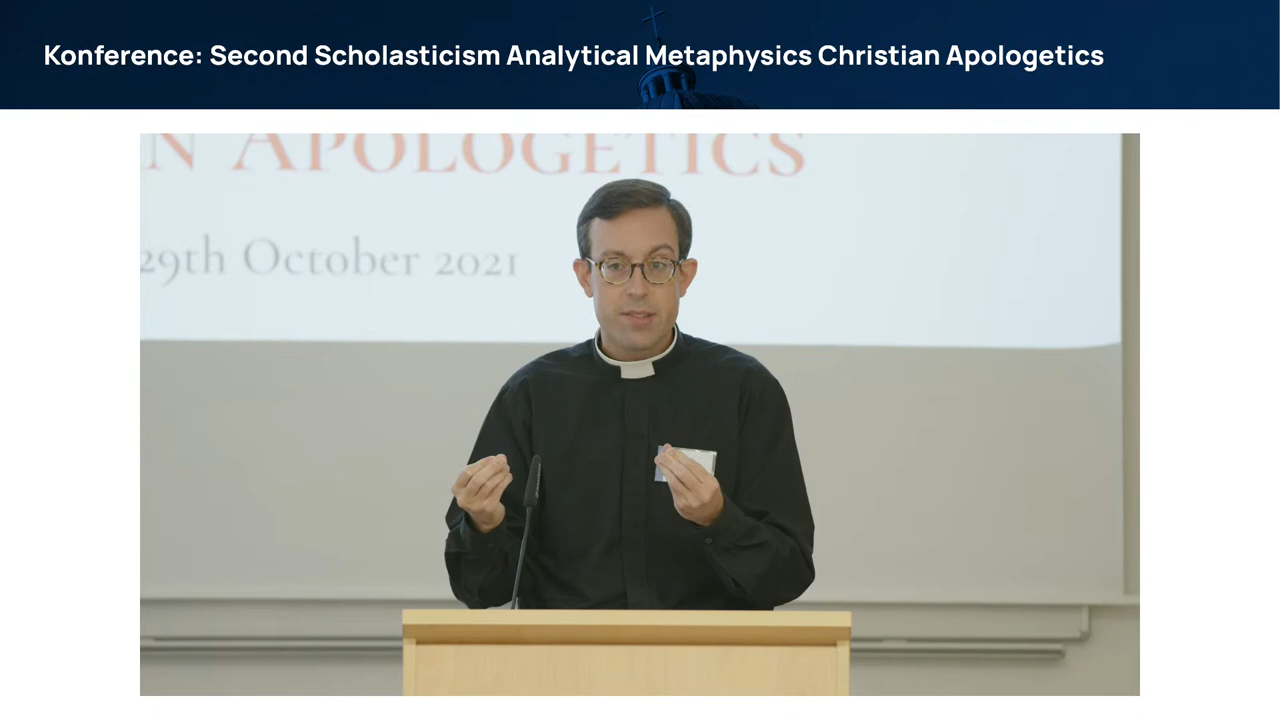 Konference: Second Scholasticism Analytical Metaphysics Christian Apologetics
N APOLOGETICS
29th October 2021